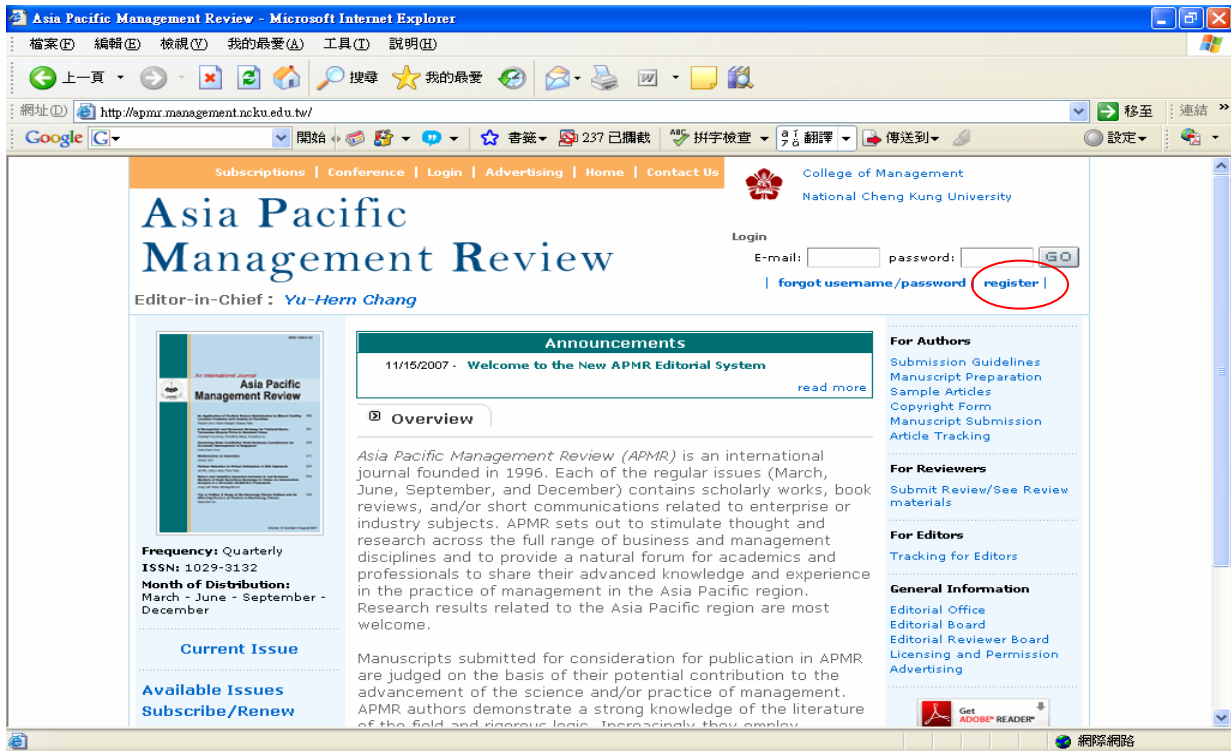 Asia Pacific Management Review - Microsoft Internet Explorer
檔案(F) 編輯(E) 檢視(V) 我的最愛(A) 工具(T) 說明(H)
上一頁 搜尋 我的最愛
網址(D) http://apmr.management.ncku.edu.tw/ 移至 連結 »
Google G 開始 書籤 237 已攔截 拼字檢查 翻譯 傳送到 設定
Subscriptions | Conference | Login | Advertising | Home | Contact Us
College of Management
National Cheng Kung University
Asia Pacific
Management Review
Editor-in-Chief : Yu-Hern Chang
Login
E-mail: password: GO
| forgot username/password register |
An International Journal
Asia Pacific
Management Review
Frequency: Quarterly
ISSN: 1029-3132
Month of Distribution:
March - June - September -
December
Current Issue
Available Issues
Subscribe/Renew
Announcements
11/15/2007 - Welcome to the New APMR Editorial System
read more
Overview
Asia Pacific Management Review (APMR) is an international
journal founded in 1996. Each of the regular issues (March,
June, September, and December) contains scholarly works, book
reviews, and/or short communications related to enterprise or
industry subjects. APMR sets out to stimulate thought and
research across the full range of business and management
disciplines and to provide a natural forum for academics and
professionals to share their advanced knowledge and experience
in the practice of management in the Asia Pacific region.
Research results related to the Asia Pacific region are most
welcome.
Manuscripts submitted for consideration for publication in APMR
are judged on the basis of their potential contribution to the
advancement of the science and/or practice of management.
APMR authors demonstrate a strong knowledge of the literature
of the field and rigorous logic. Increasingly they employ
For Authors
Submission Guidelines
Manuscript Preparation
Sample Articles
Copyright Form
Manuscript Submission
Article Tracking
For Reviewers
Submit Review/See Review
materials
For Editors
Tracking for Editors
General Information
Editorial Office
Editorial Board
Editorial Reviewer Board
Licensing and Permission
Advertising
Get
ADOBE® READER®
網際網路